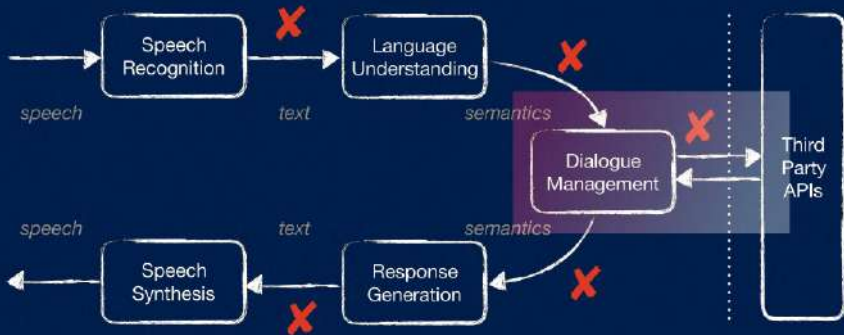 Speech
Recognition
Language
Understanding
speech
text
semantics
Dialogue
Management
Third
Party
APIs
speech
text
semantics
Speech
Synthesis
Response
Generation